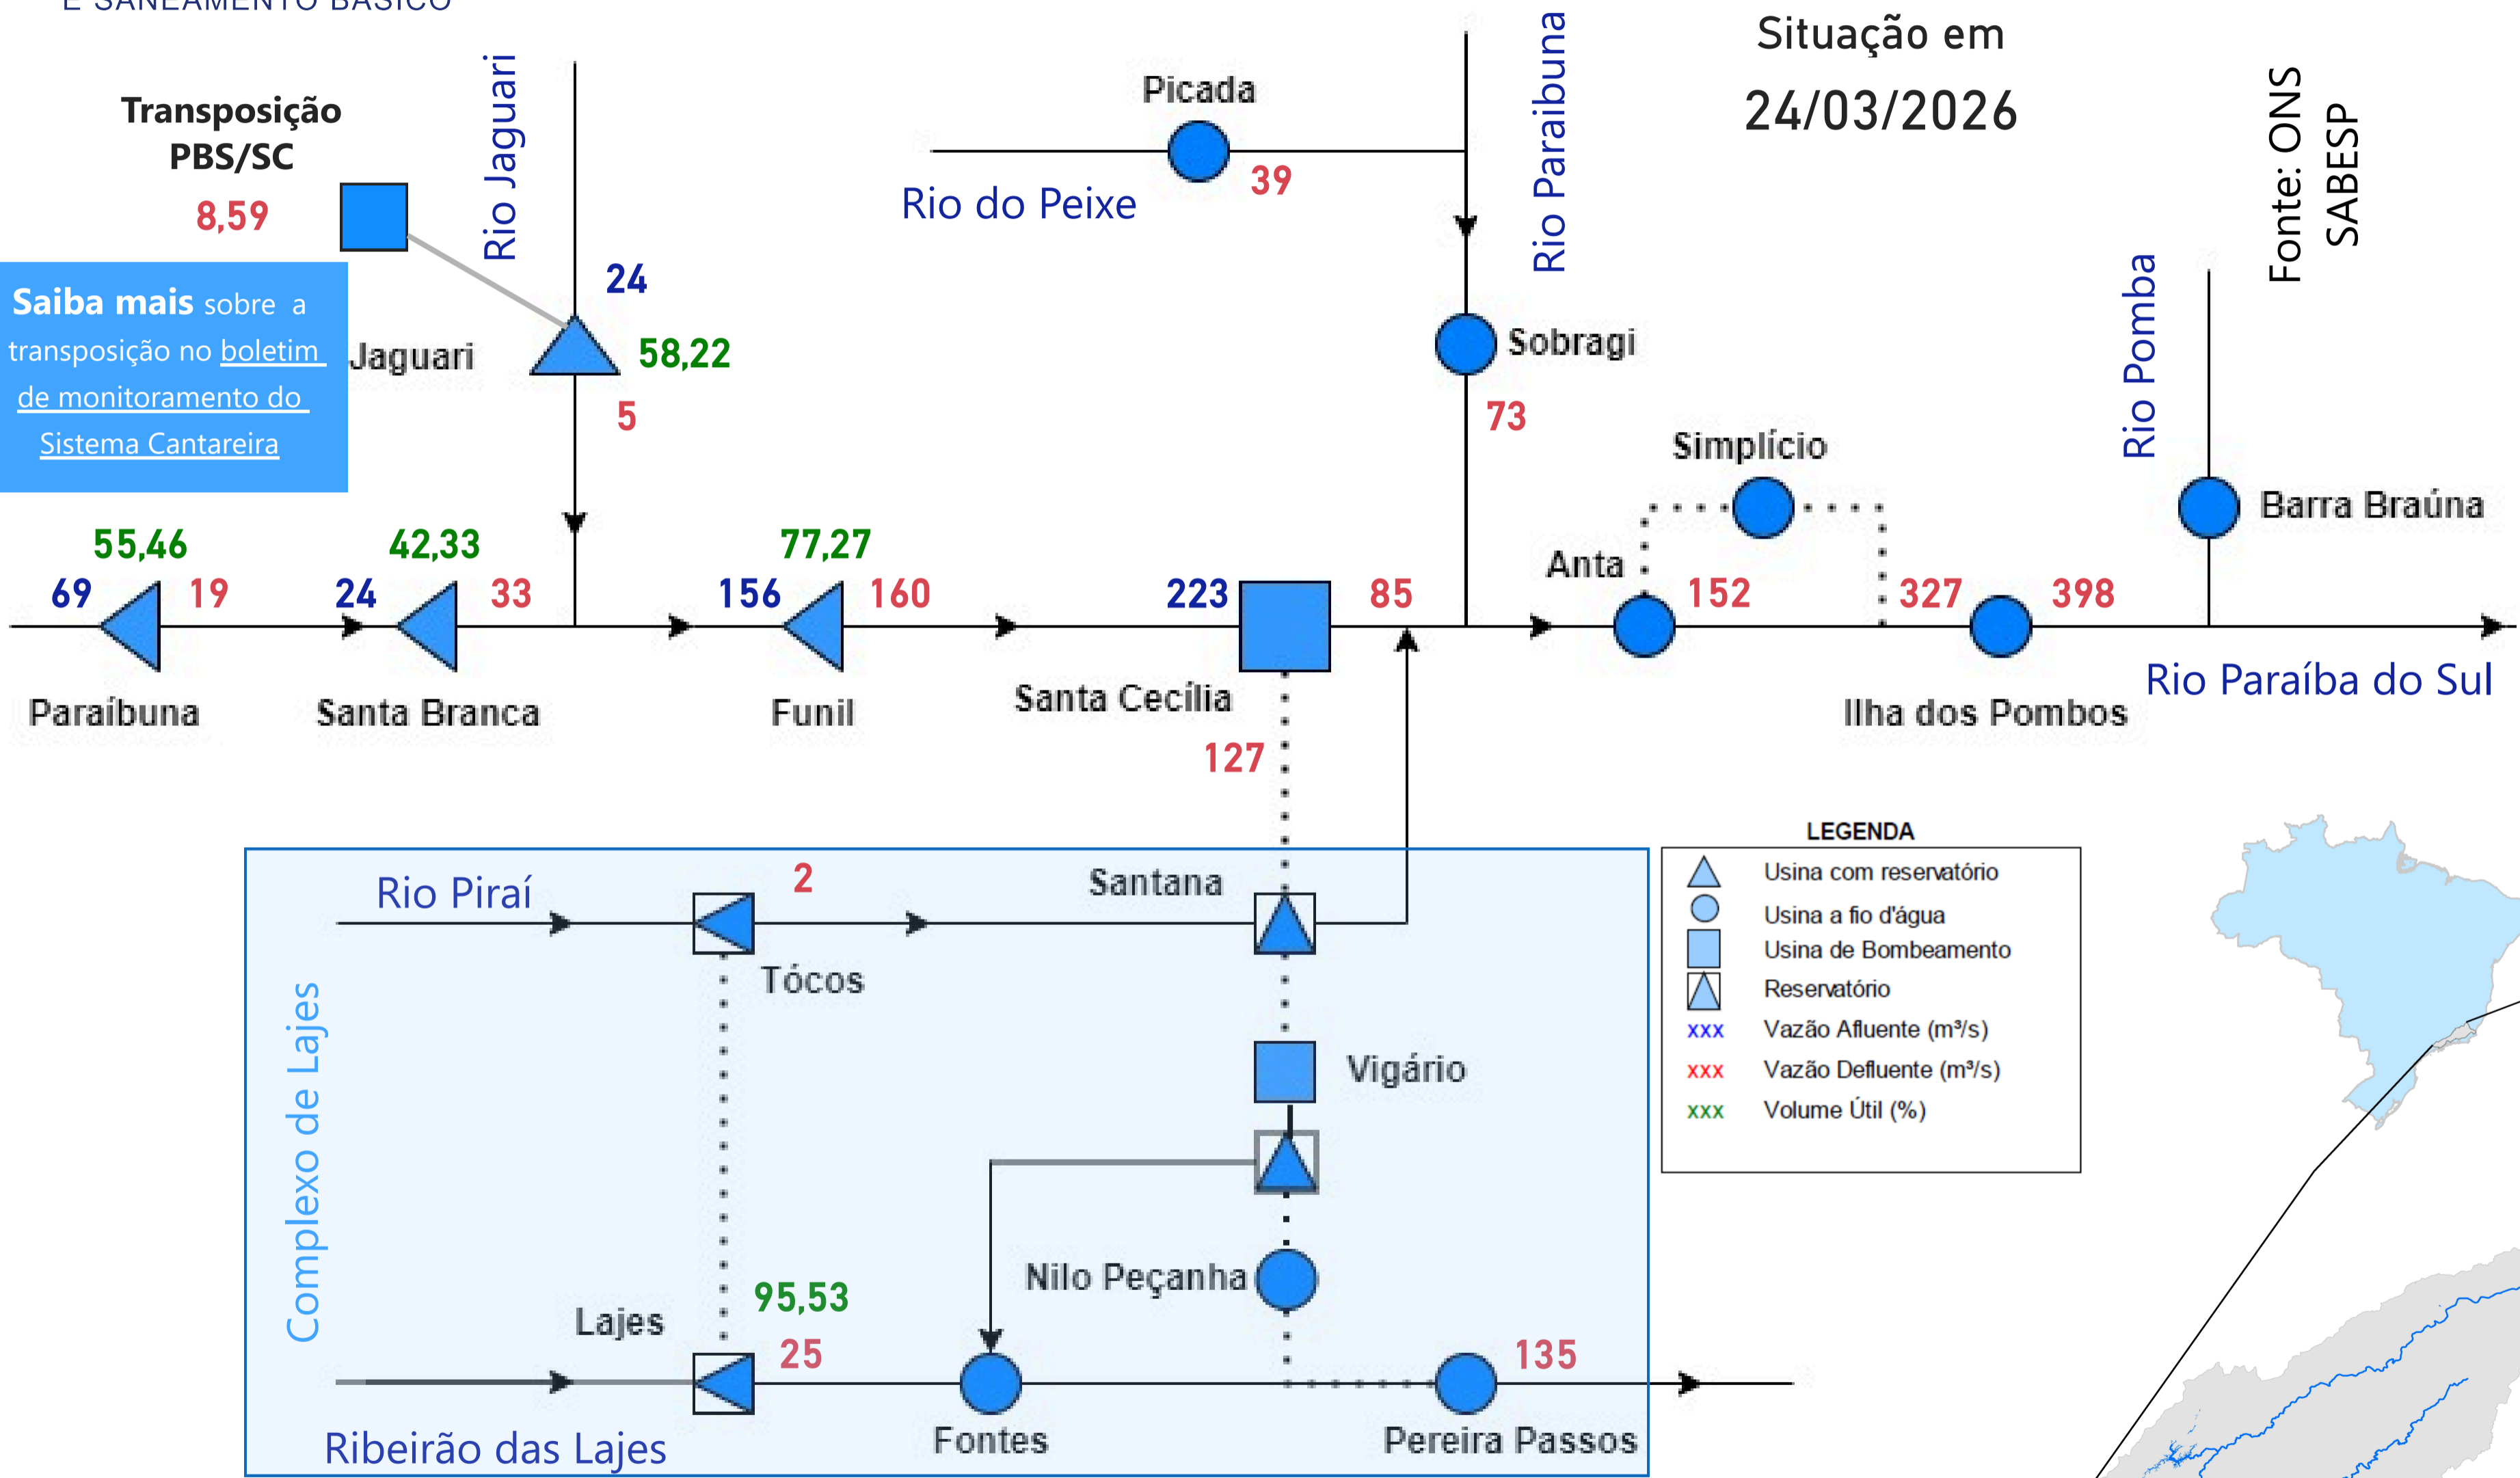 E SANEAMENTO BÁSICO
Situação em
24/03/2026
Fonte: ONS
SABESP
Transposição
PBS/SC
8,59
Rio Jaguari
Picada
39
Rio do Peixe
Rio Paraibuna
Saiba mais sobre a
transposição no boletim
de monitoramento do
Sistema Cantareira
24
Jaguari
58,22
5
Sobragi
73
Rio Pomba
Simplício
Barra Braúna
Anta
55,46
42,33
77,27
69
19
24
33
156
160
223
85
152
327
398
Paraíbuna
Santa Branca
Funil
Santa Cecília
Ilha dos Pombos
Rio Paraíba do Sul
127
Complexo de Lajes
Rio Piraí
2
Santana
Tócos
Vigário
Nilo Peçanha
95,53
Lajes
25
135
Ribeirão das Lajes
Fontes
Pereira Passos
LEGENDA
Usina com reservatório
Usina a fio d'água
Usina de Bombeamento
Reservatório
xxx Vazão Afluente (m³/s)
xxx Vazão Defluente (m³/s)
xxx Volume Útil (%)